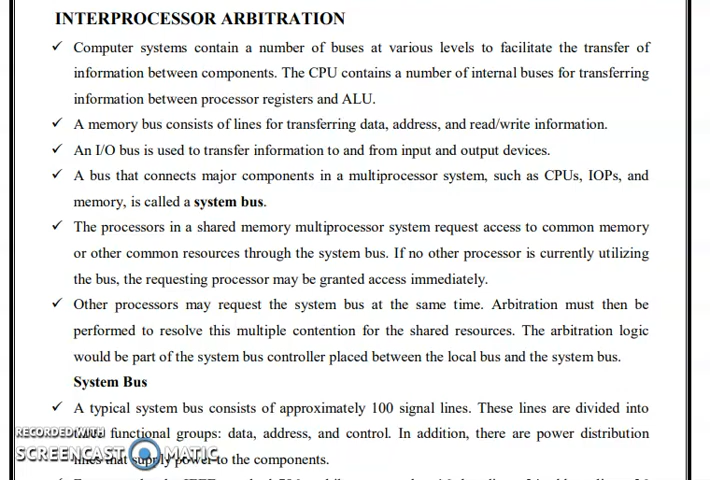 INTERPROCESSOR ARBITRATION
✓ Computer systems contain a number of buses at various levels to facilitate the transfer of
information between components. The CPU contains a number of internal buses for transferring
information between processor registers and ALU.
✓ A memory bus consists of lines for transferring data, address, and read/write information.
✓ An I/O bus is used to transfer information to and from input and output devices.
✓ A bus that connects major components in a multiprocessor system, such as CPUs, IOPs, and
memory, is called a system bus.
✓ The processors in a shared memory multiprocessor system request access to common memory
or other common resources through the system bus. If no other processor is currently utilizing
the bus, the requesting processor may be granted access immediately.
✓ Other processors may request the system bus at the same time. Arbitration must then be
performed to resolve this multiple contention for the shared resources. The arbitration logic
would be part of the system bus controller placed between the local bus and the system bus.
System Bus
✓ A typical system bus consists of approximately 100 signal lines. These lines are divided into
functional groups: data, address, and control. In addition, there are power distribution
lines that supply power to the components.
RECORDED WITH
SCREENCAST MATIC